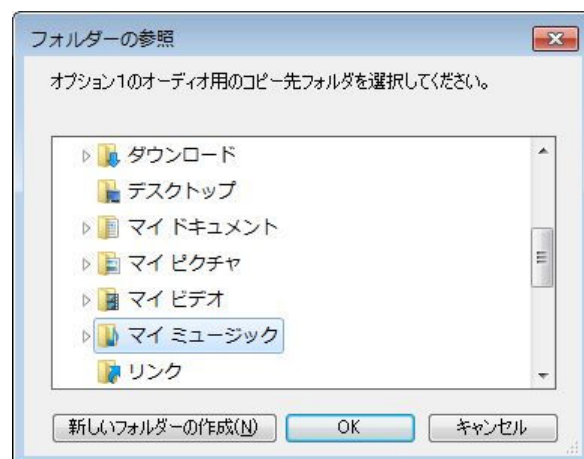 フォルダーの参照
オプション1のオーディオ用のコピー先フォルダを選択してください。
ダウンロード
デスクトップ
マイ ドキュメント
マイ ピクチャ
マイ ビデオ
マイ ミュージック
リンク
新しいフォルダーの作成(N) OK キャンセル